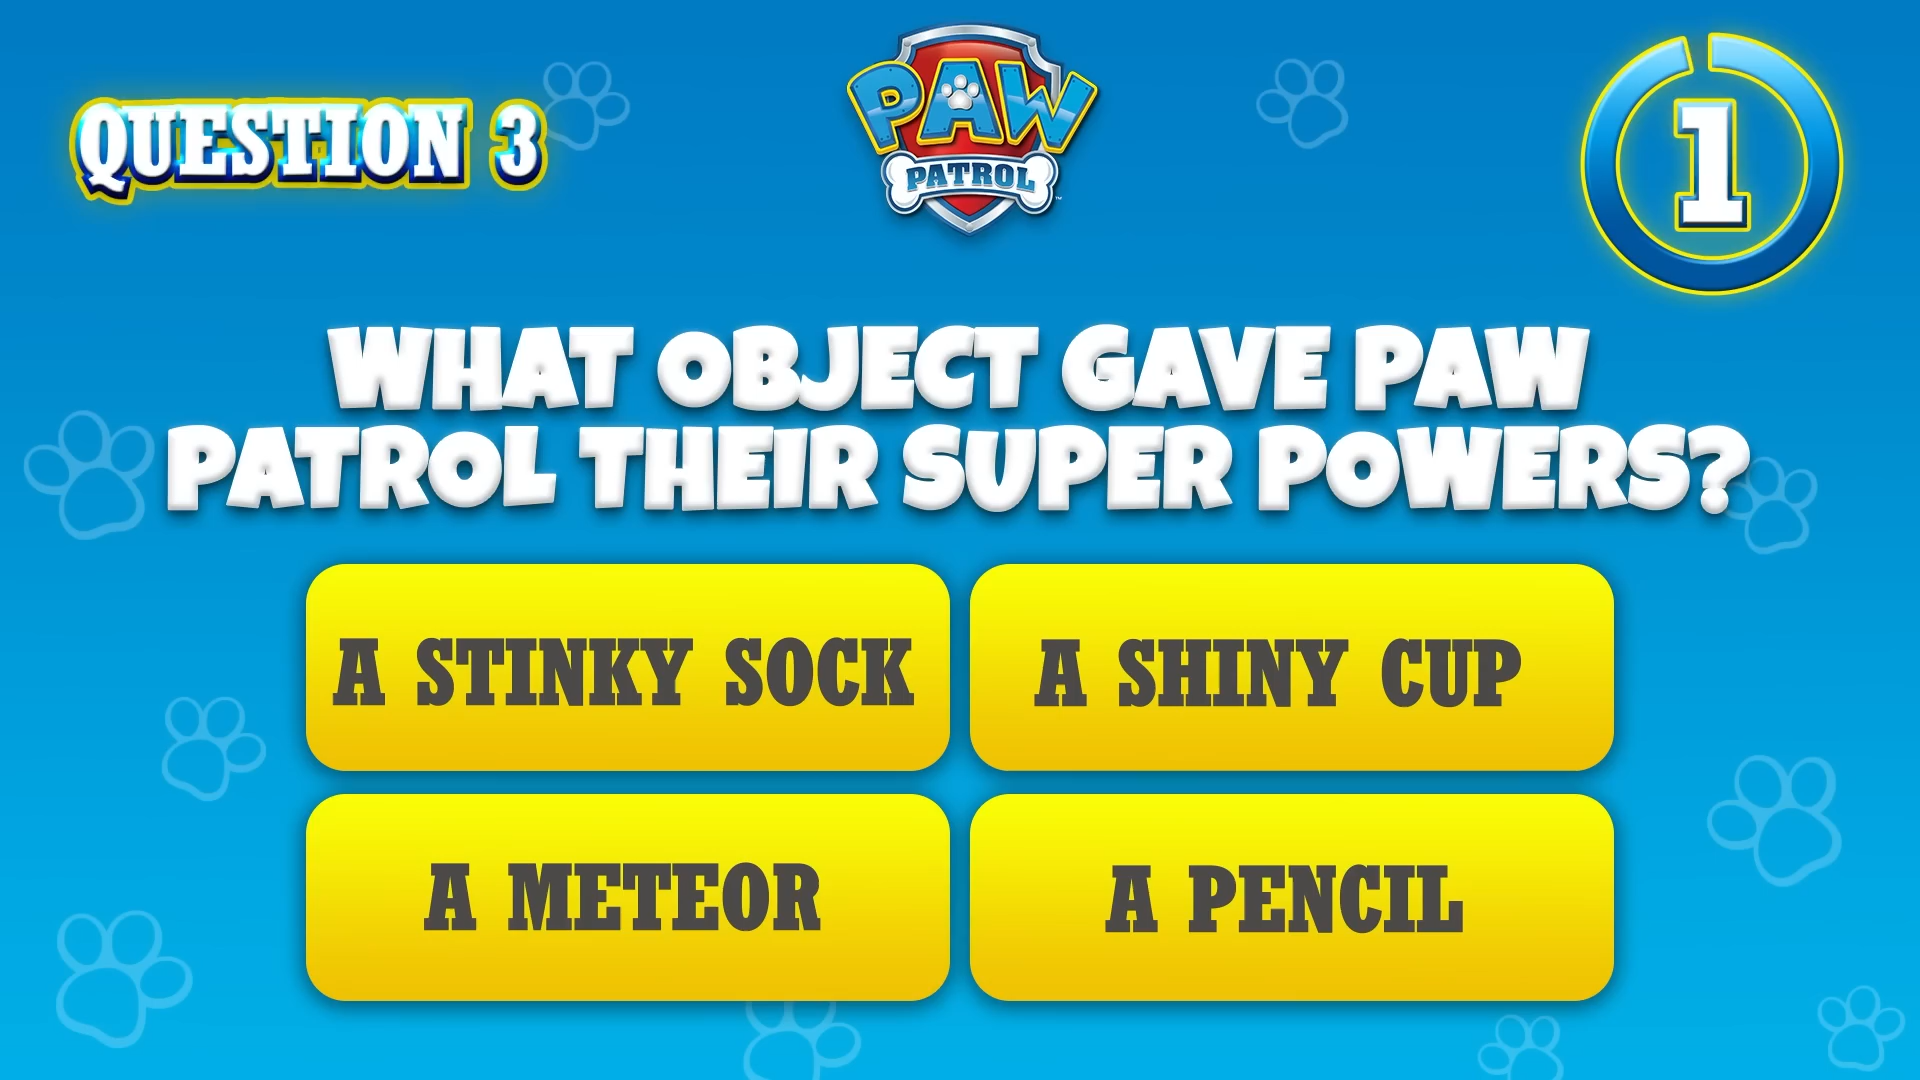 QUESTION 3
PAW
PATROL
1
WHAT OBJECT GAVE PAW
PATROL THEIR SUPER POWERS?
A STINKY SOCK
A SHINY CUP
A METEOR
A PENCIL